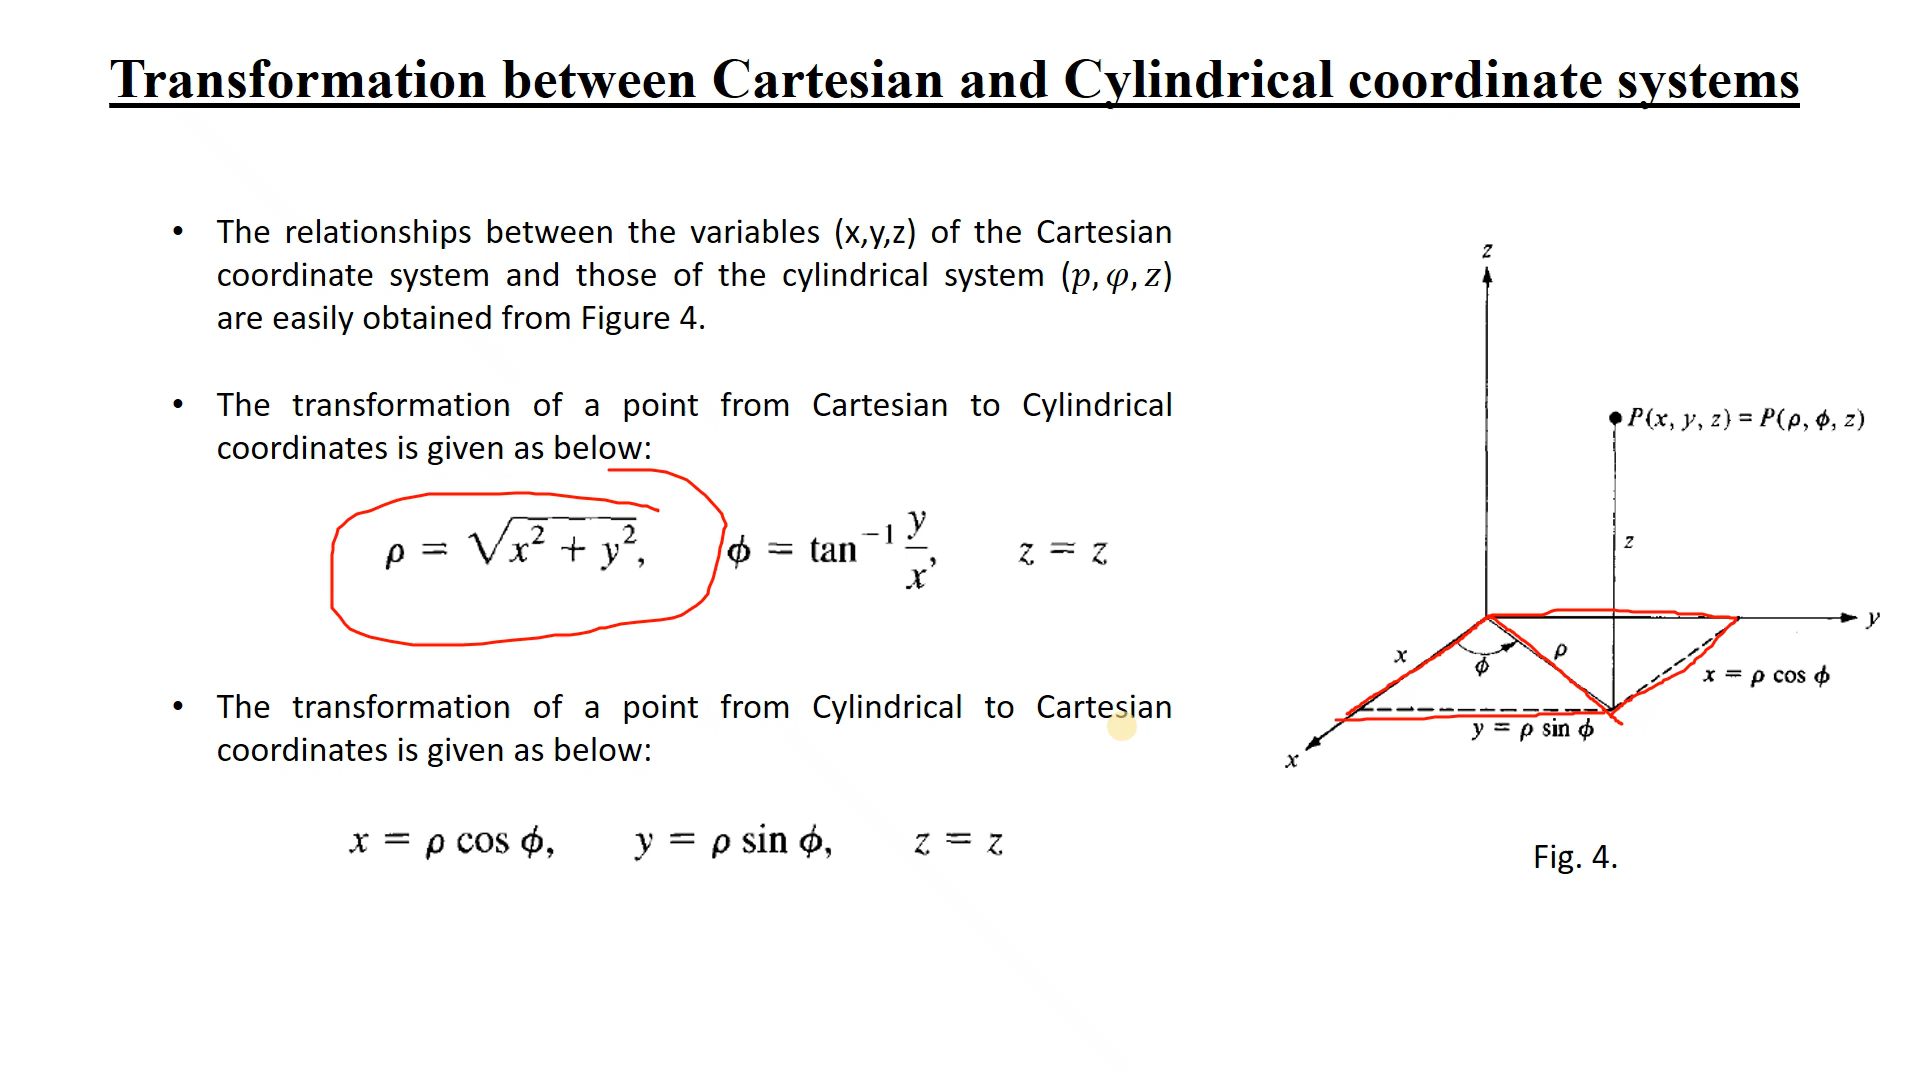 Transformation between Cartesian and Cylindrical coordinate systems
• The relationships between the variables (x,y,z) of the Cartesian
coordinate system and those of the cylindrical system (p, φ, z)
are easily obtained from Figure 4.
• The transformation of a point from Cartesian to Cylindrical
coordinates is given as below:
ρ = √x² + y², ϕ = tan⁻¹ y/x, z = z
• The transformation of a point from Cylindrical to Cartesian
coordinates is given as below:
x = ρ cos ϕ, y = ρ sin ϕ, z = z
z
P(x, y, z) = P(ρ, ϕ, z)
z
y
x
ϕ
ρ
x = ρ cos ϕ
y = ρ sin ϕ
x
Fig. 4.